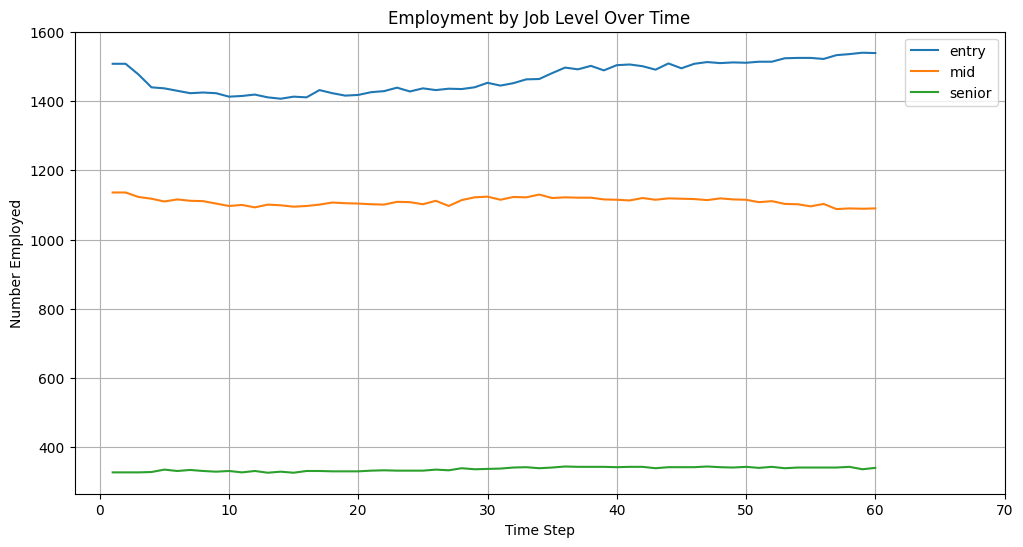 Employment by Job Level Over Time
1600
1400
1200
1000
800
600
400
Number Employed
0 10 20 30 40 50 60 70
Time Step
entry
mid
senior